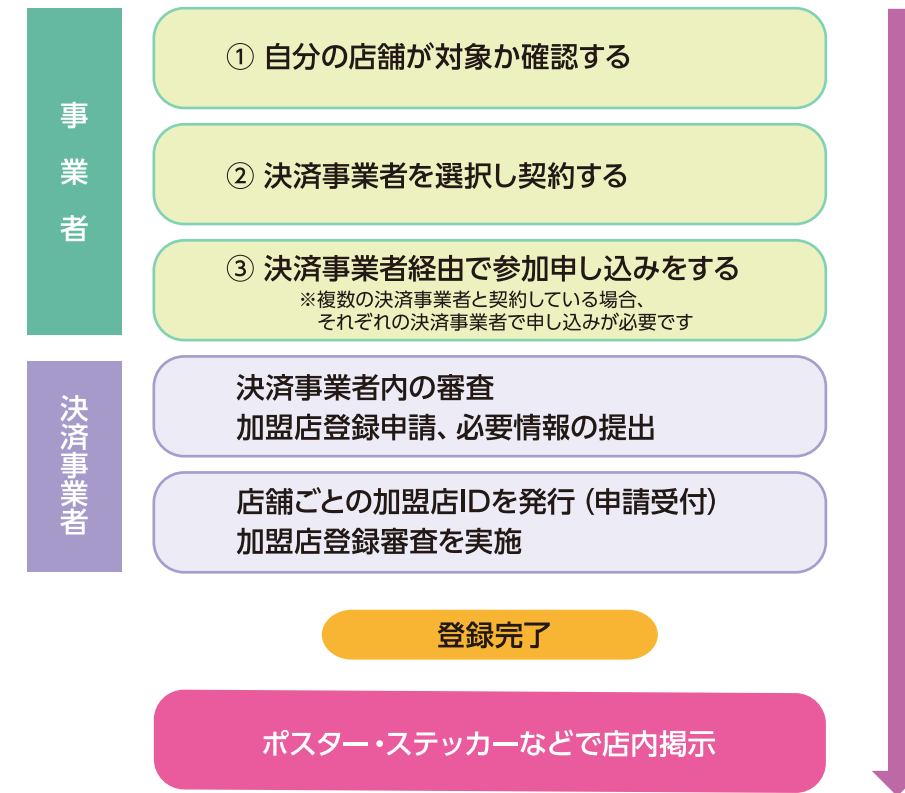 事業者
① 自分の店舗が対象か確認する
② 決済事業者を選択し契約する
③ 決済事業者経由で参加申し込みをする
※複数の決済事業者と契約している場合、
それぞれの決済事業者で申し込みが必要です
決済事業者
決済事業者内の審査
加盟店登録申請、必要情報の提出
店舗ごとの加盟店IDを発行（申請受付）
加盟店登録審査を実施
登録完了
ポスター・ステッカーなどで店内掲示